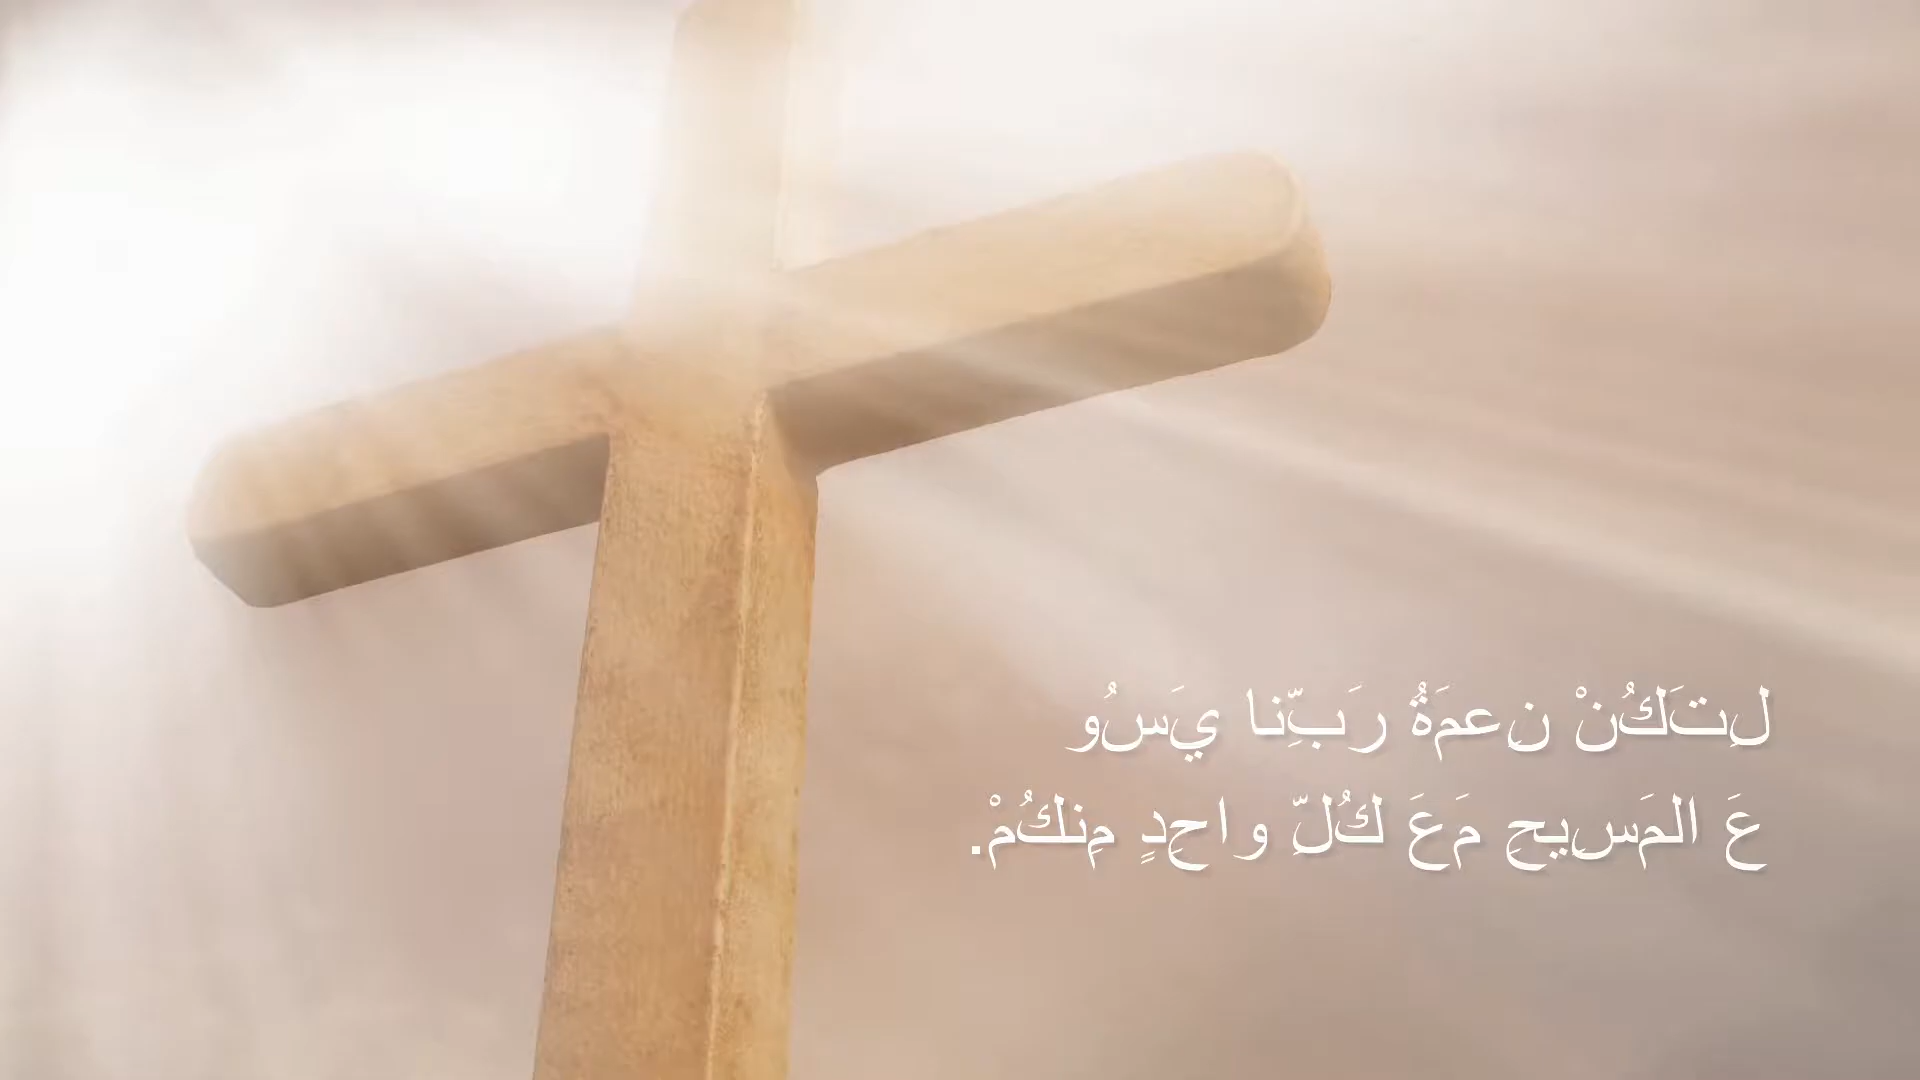 لِتَكُنْ نِعمَةُ رَبِّنا يَسُو
عَ المَسِيحِ مَعَ كُلِّ واحِدٍ مِنكُمْ.